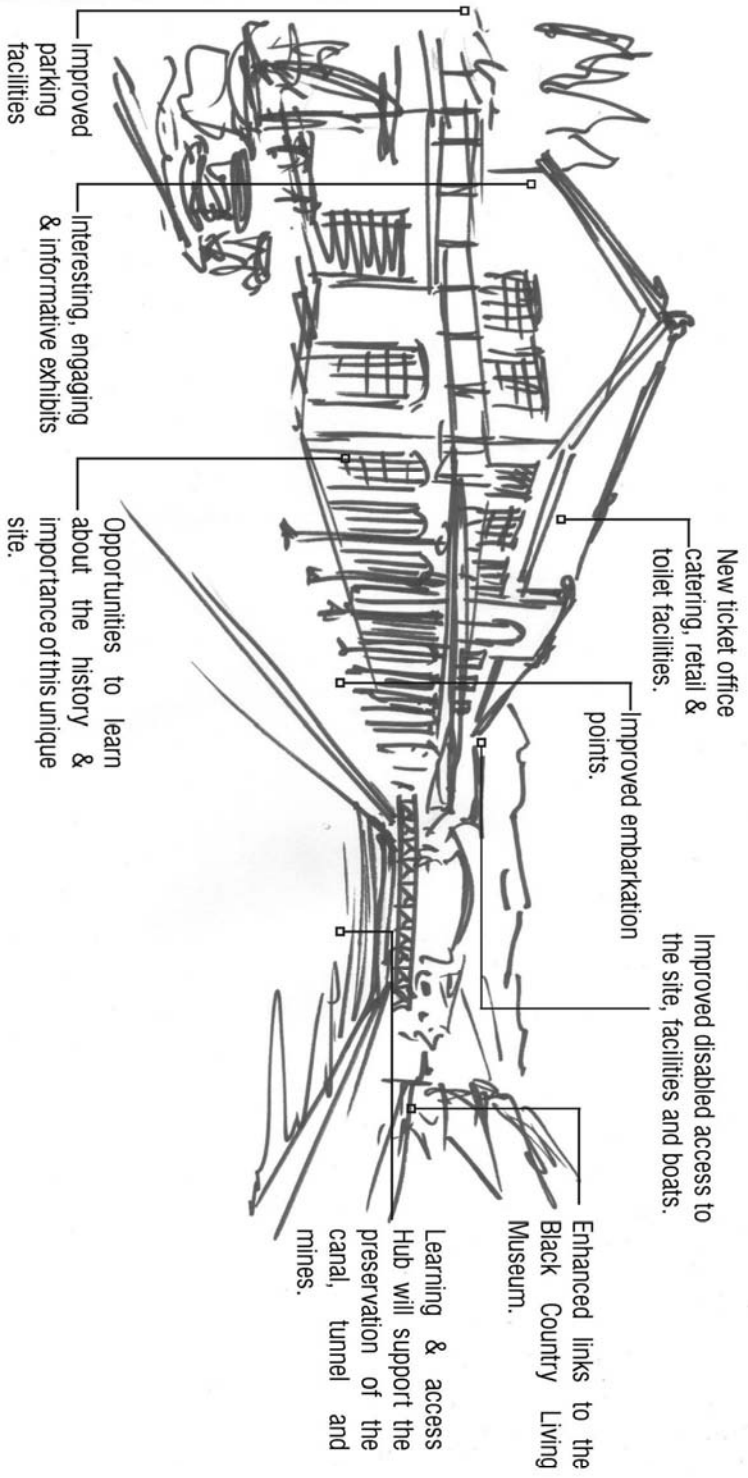 New ticket office
catering, retail &
toilet facilities.
Improved embarkation
points.
Improved disabled access to
the site, facilities and boats.
Enhanced links to the
Black Country Living
Museum.
Learning & access
Hub will support the
preservation of the
canal, tunnel and
mines.
Improved
parking
facilities
Interesting, engaging
& informative exhibits
Opportunities to learn
about the history &
importance of this unique
site.